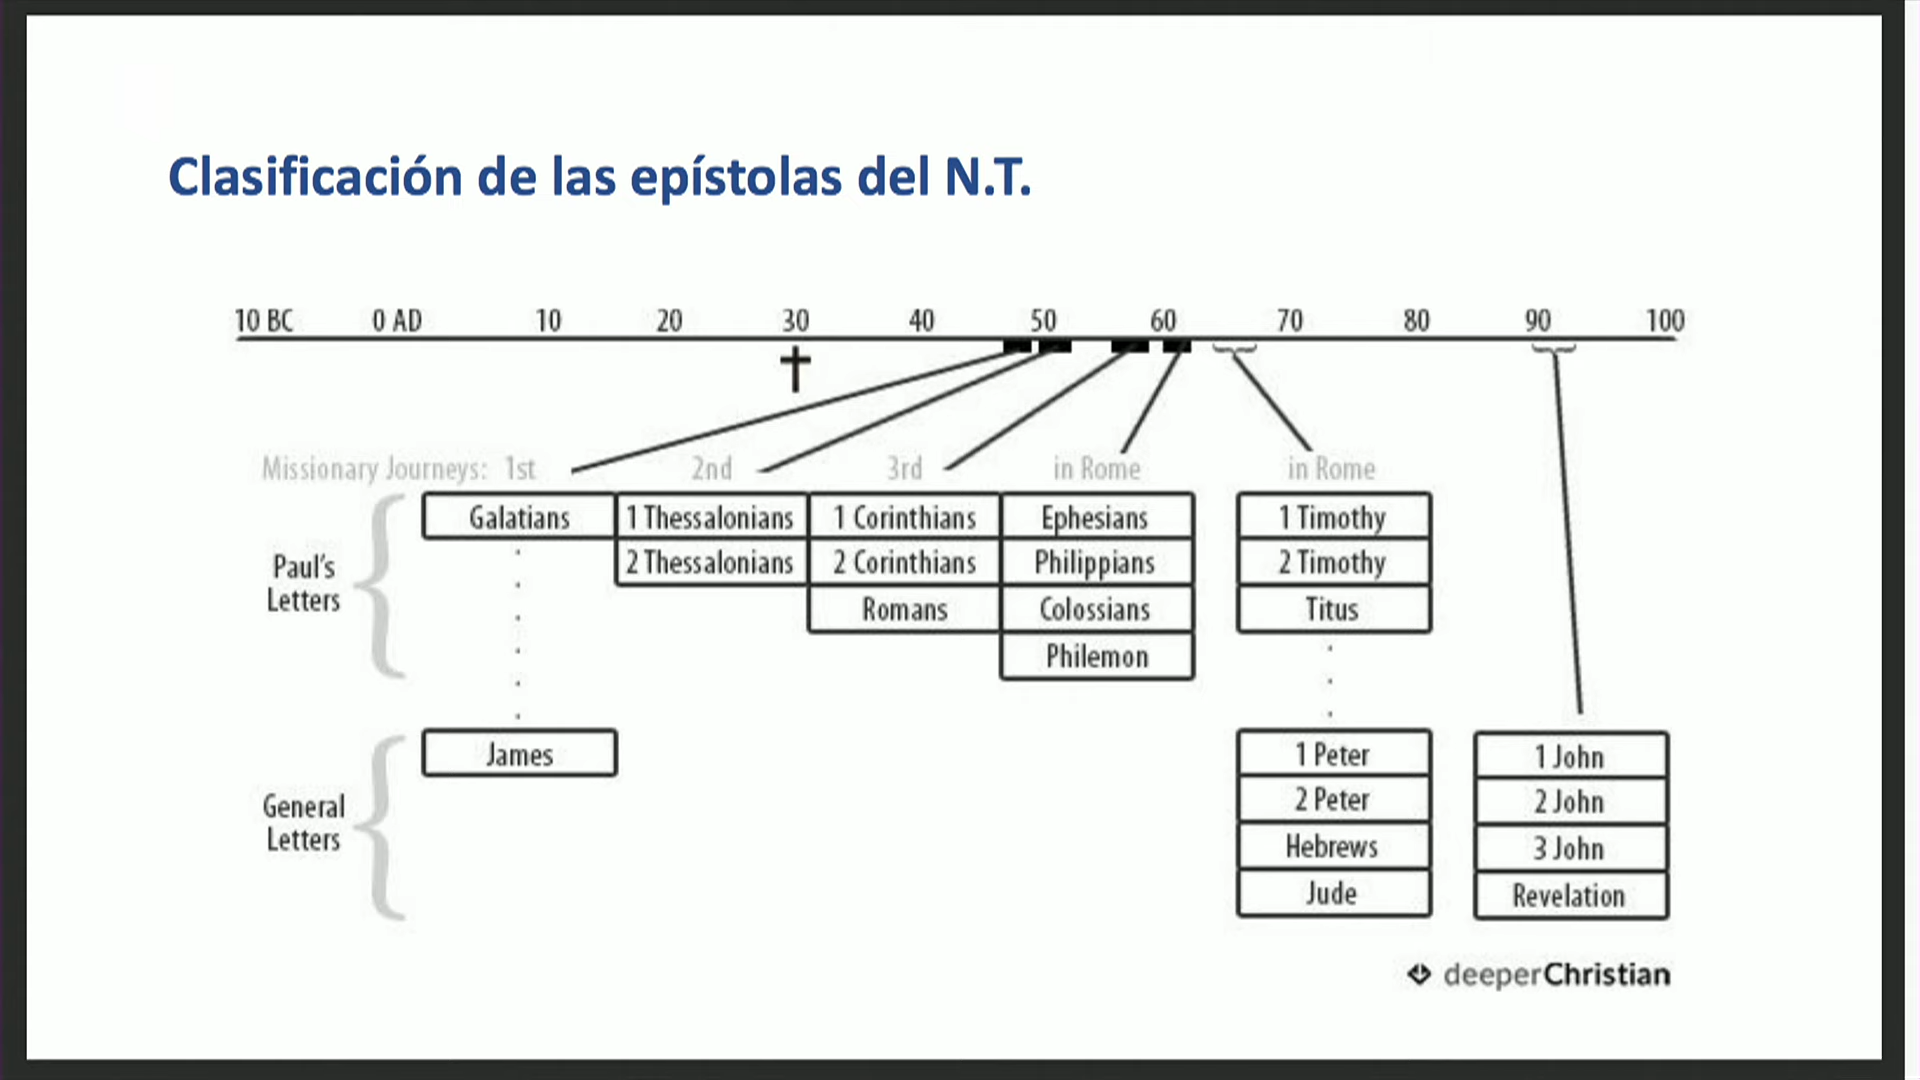 Clasificación de las epístolas del N.T.
10 BC 0 AD 10 20 30 40 50 60 70 80 90 100
Missionary Journeys: 1st 2nd 3rd in Rome in Rome
Paul's
Letters
Galatians
1 Thessalonians
2 Thessalonians
1 Corinthians
2 Corinthians
Romans
Ephesians
Philippians
Colossians
Philemon
1 Timothy
2 Timothy
Titus
General
Letters
James
1 Peter
2 Peter
Hebrews
Jude
1 John
2 John
3 John
Revelation
deeperChristian